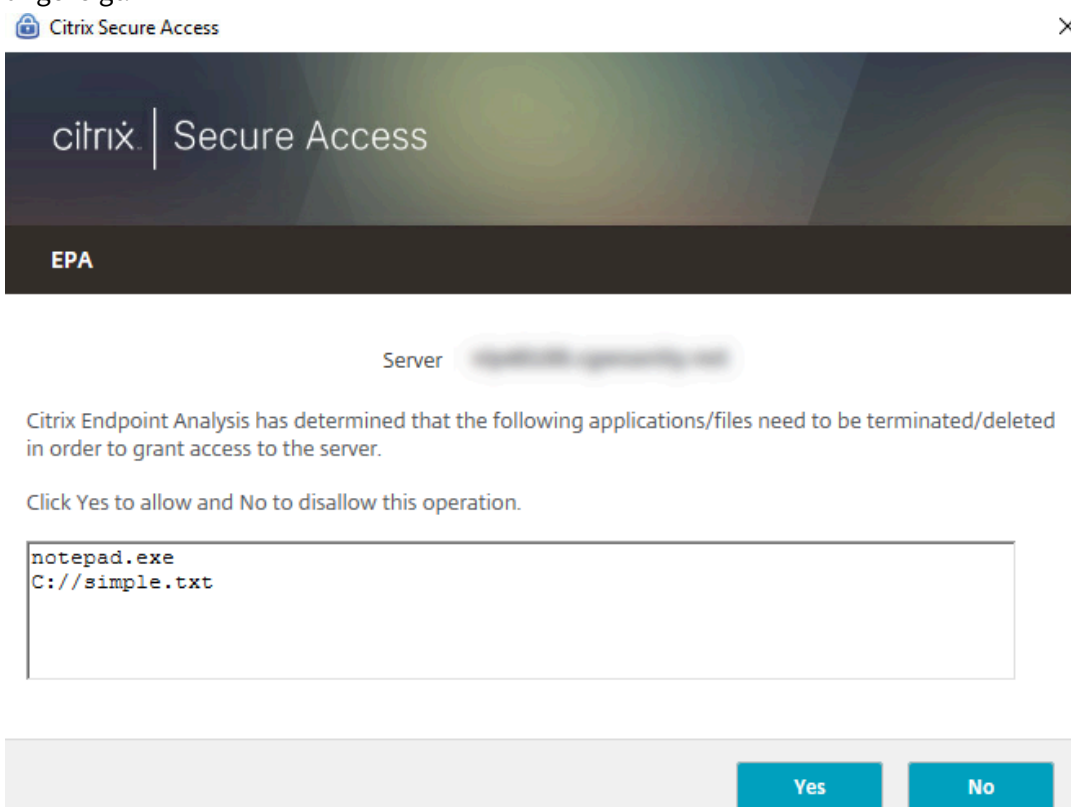 Citrix Secure Access
citrix. | Secure Access
EPA
Server
Citrix Endpoint Analysis has determined that the following applications/files need to be terminated/deleted
in order to grant access to the server.
Click Yes to allow and No to disallow this operation.
notepad.exe
C://simple.txt
Yes No